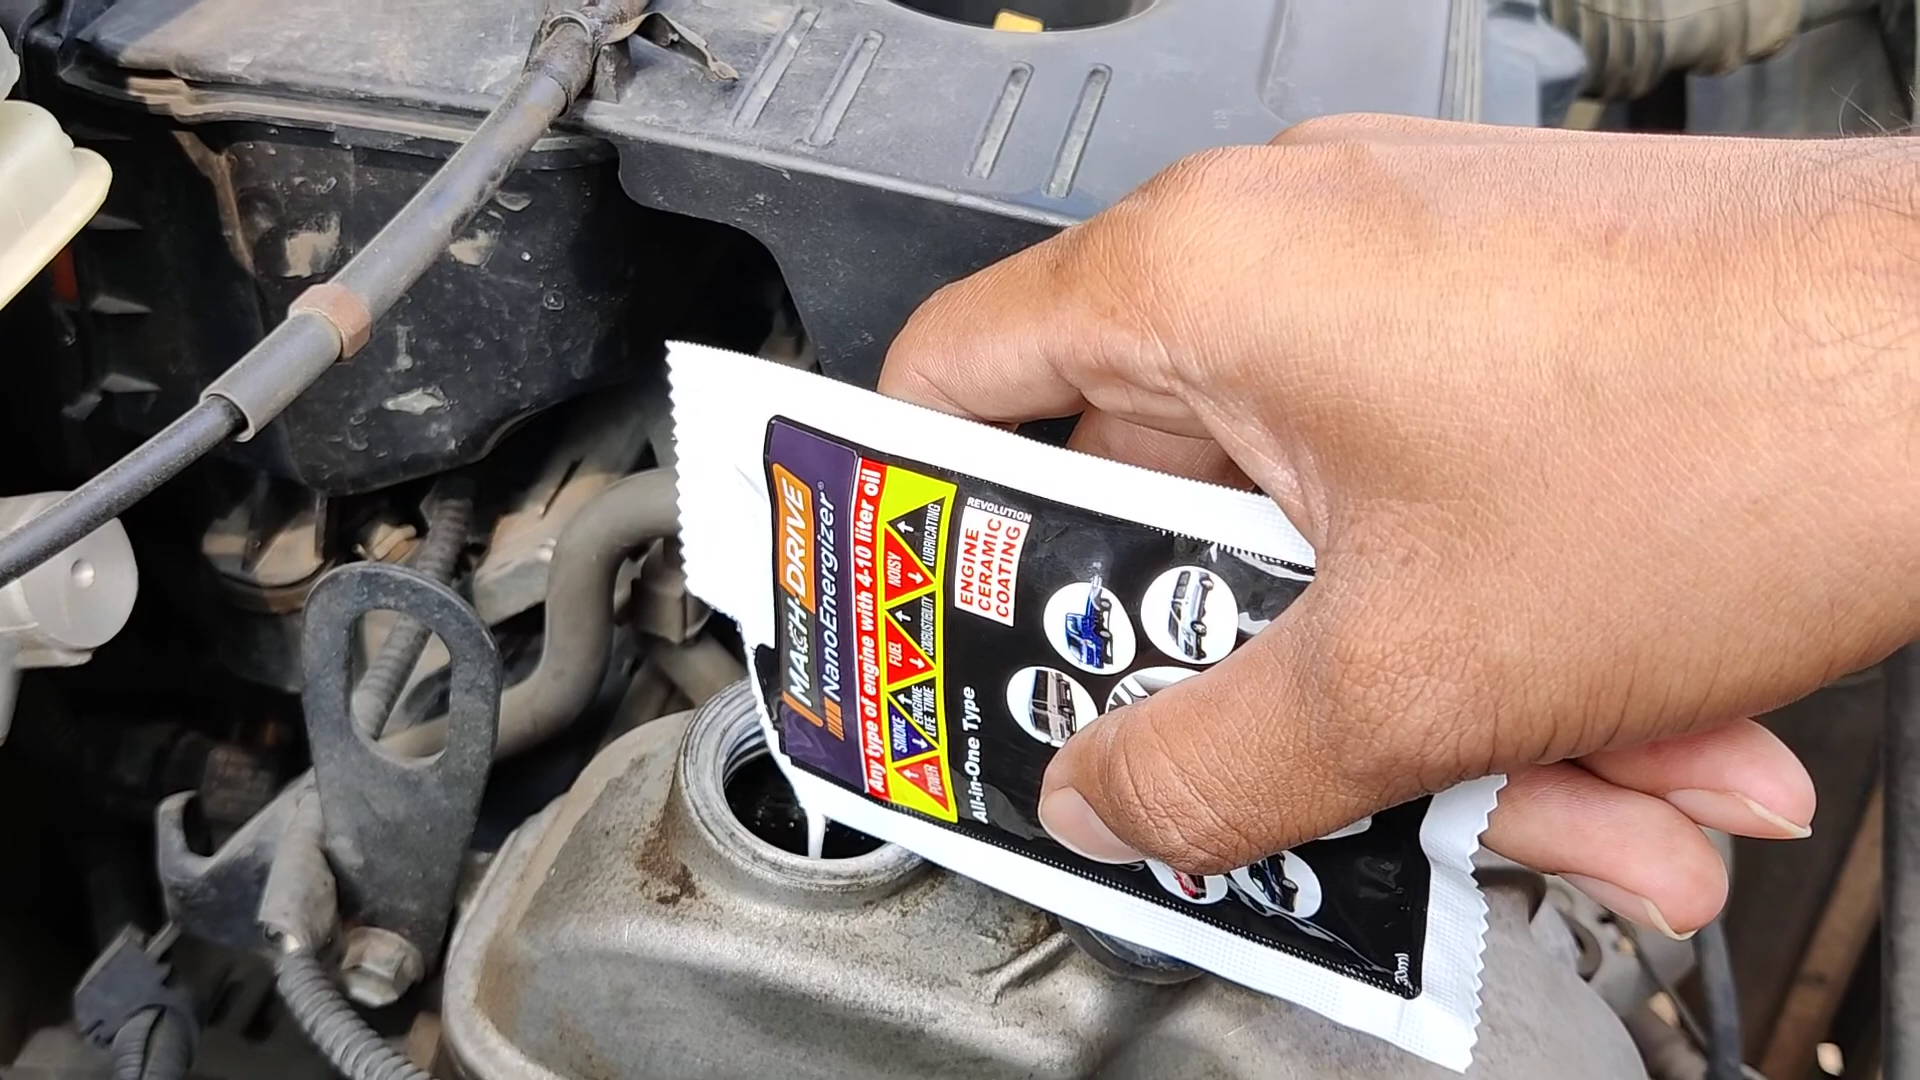 MACH-DRIVE
NanoEnergizer®
Any type of engine with 4-10 liter oil
POWER
SMOKE
ENGINE
LIFE TIME
FUEL
COMBUSTIBILITY
NOISY
LUBRICATING
All-in-One Type
REVOLUTION
ENGINE
CERAMIC
COATING
30ml